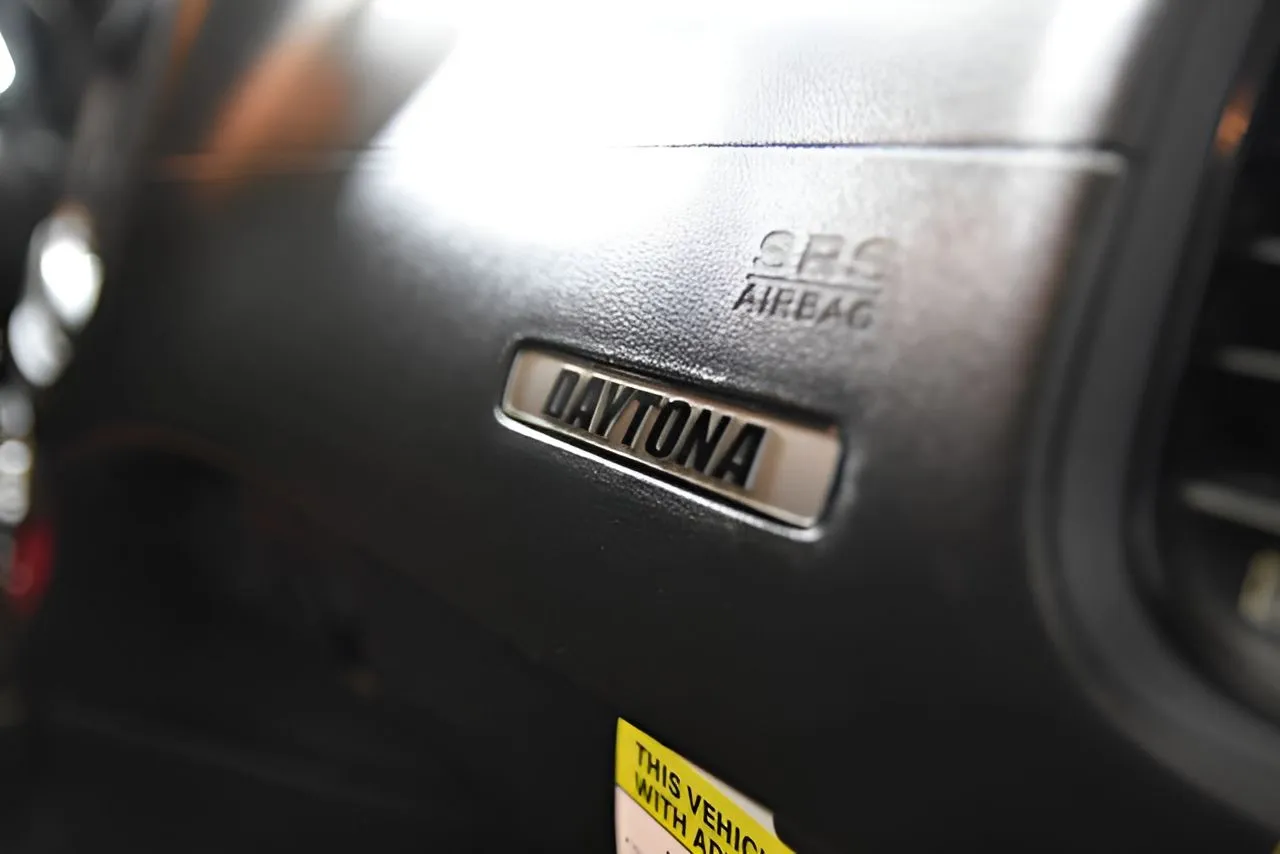 SRS
AIRBAG
DAYTONA
THIS VEHIC
WITH AD